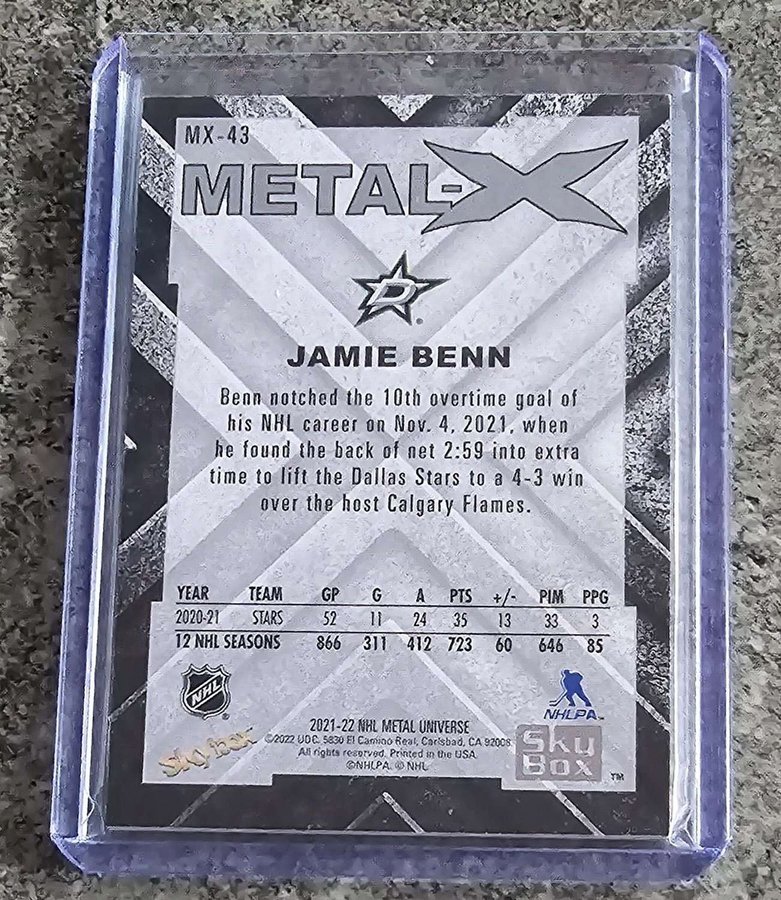 MX-43
METAL-X
D
JAMIE BENN
Benn notched the 10th overtime goal of
his NHL career on Nov. 4, 2021, when
he found the back of net 2:59 into extra
time to lift the Dallas Stars to a 4-3 win
over the host Calgary Flames.
YEAR TEAM GP G A PTS +/- PIM PPG
2020-21 STARS 52 11 24 35 13 33 3
12 NHL SEASONS 866 311 412 723 60 646 85
NHL
NHLPA
2021-22 NHL METAL UNIVERSE
©2022 UDC. 5830 El Camino Real, Carlsbad, CA 92008
All rights reserved. Printed in the USA.
©NHLPA. © NHL.
skybox
Sky
Box
TM